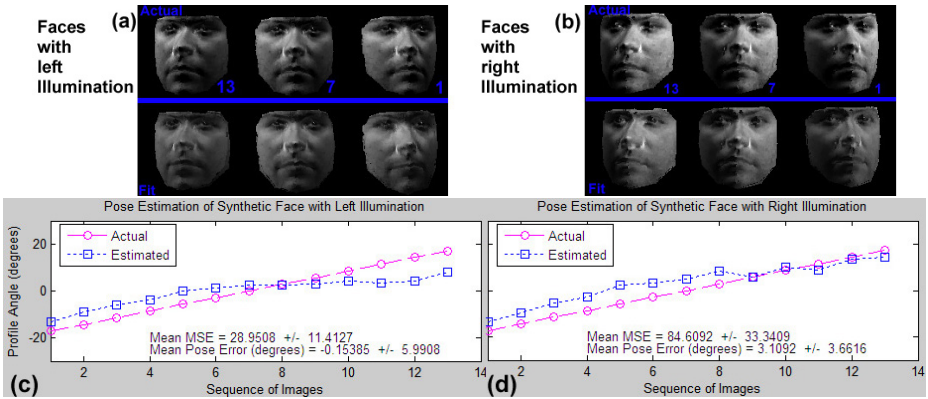 Faces with left Illumination
(a)
Actual
13 7 1
Fit
Faces with right Illumination
(b)
Actual
13 7 1
Fit
Pose Estimation of Synthetic Face with Left Illumination
Actual
Estimated
Profile Angle (degrees)
20
0
-20
Mean MSE = 28.9508 +/- 11.4127
Mean Pose Error (degrees) = -0.15385 +/- 5.9908
2 4 6 8 10 12 14
(c)
Sequence of Images
Pose Estimation of Synthetic Face with Right Illumination
Actual
Estimated
Mean MSE = 84.6092 +/- 33.3409
Mean Pose Error (degrees) = 3.1092 +/- 3.6616
2 4 6 8 10 12 14
(d)
Sequence of Images